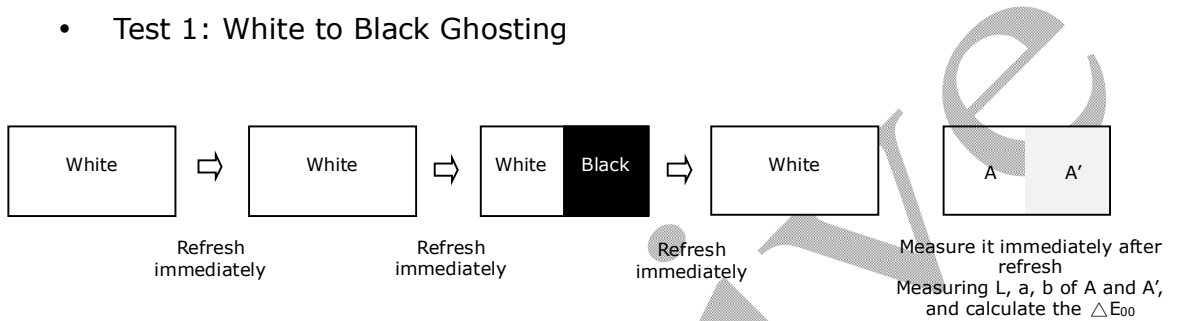 • Test 1: White to Black Ghosting
White
White
White Black
White
A A′
Refresh
immediately
Refresh
immediately
Refresh
immediately
Measure it immediately after
refresh
Measuring L, a, b of A and A′,
and calculate the △E₀₀